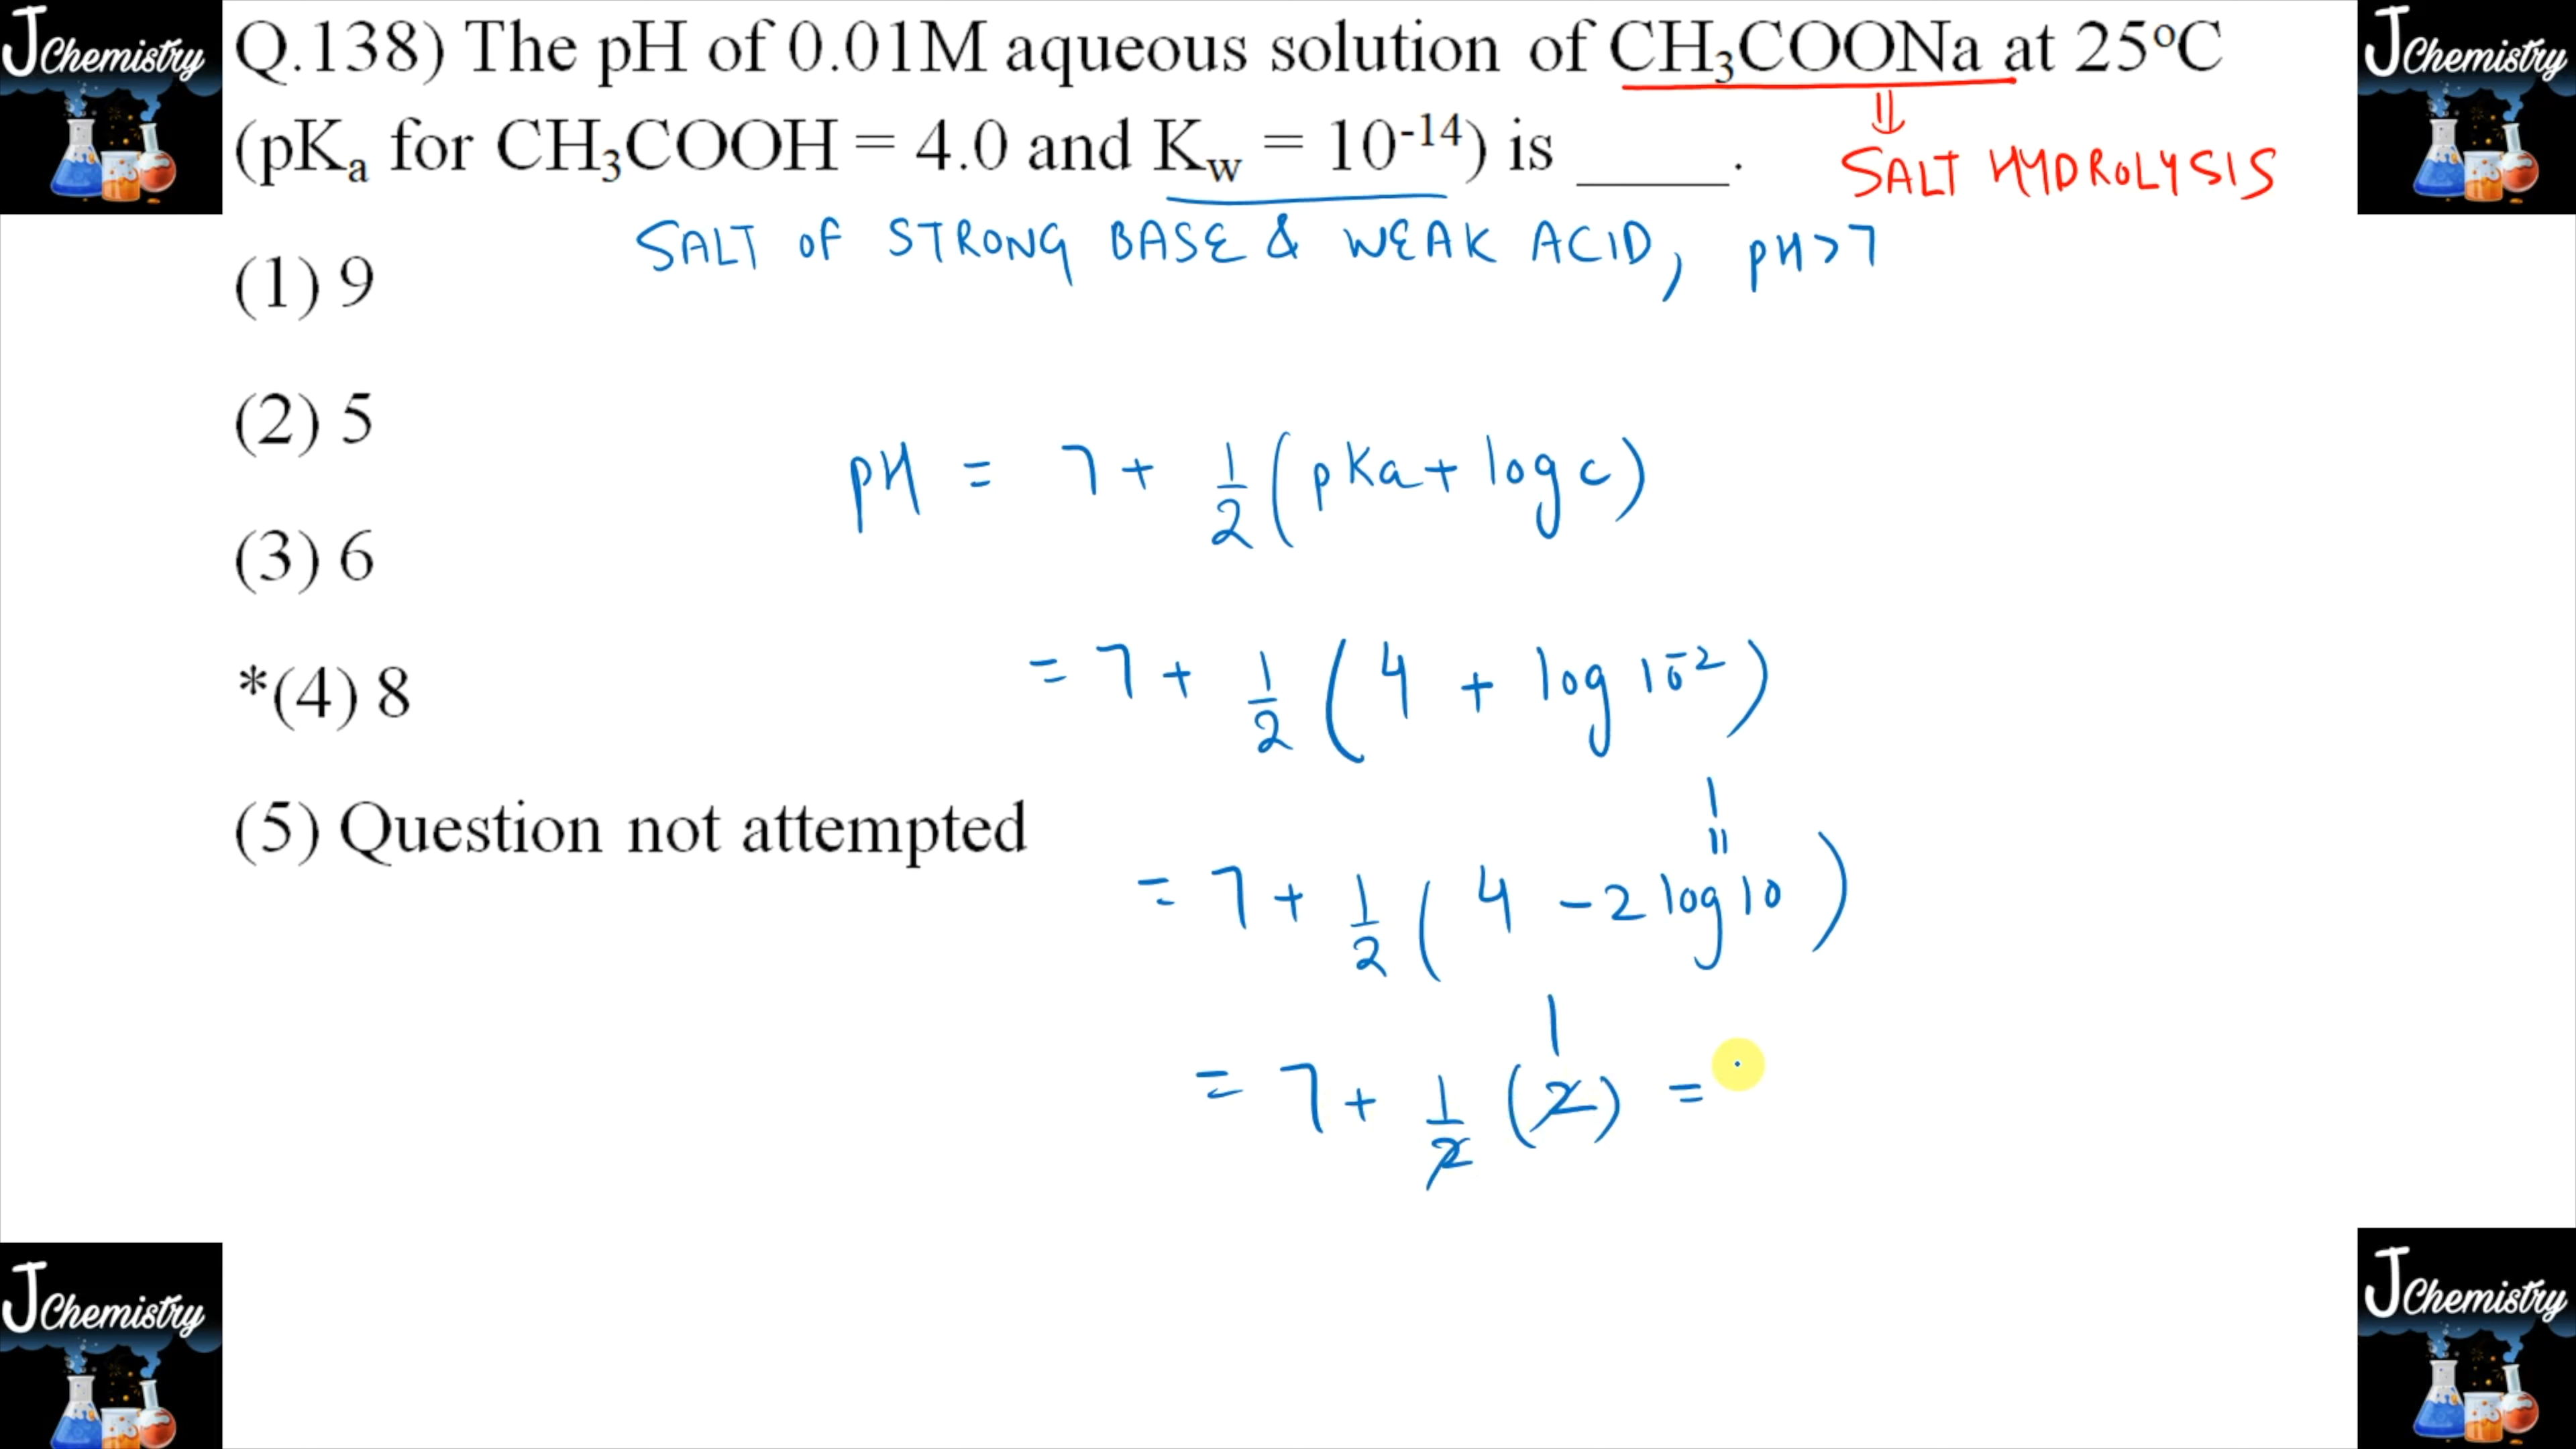 JChemistry
Q.138) The pH of 0.01M aqueous solution of CH₃COONa at 25°C
JChemistry
(pKₐ for CH₃COOH = 4.0 and K_w = 10⁻¹⁴) is _____.
⇓
SALT HYDROLYSIS
SALT OF STRONG BASE & WEAK ACID, pH>7
(1) 9
(2) 5
pH = 7 + 1/2 (pKa + log c)
(3) 6
= 7 + 1/2 ( 4 + log 10⁻² )
*(4) 8
(5) Question not attempted
1
=
= 7 + 1/2 ( 4 - 2 log 10 )
1
= 7 + 1/2 (2) =
JChemistry
JChemistry